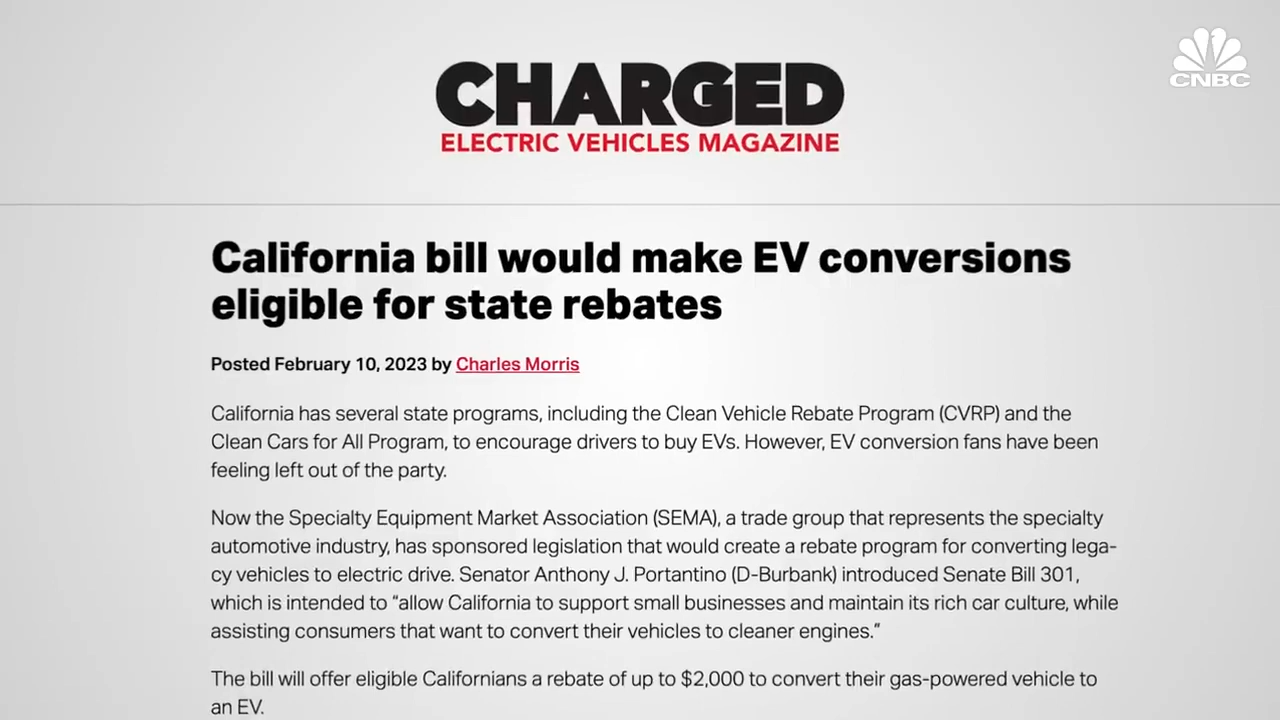 CNBC
CHARGED
ELECTRIC VEHICLES MAGAZINE
California bill would make EV conversions
eligible for state rebates
Posted February 10, 2023 by Charles Morris
California has several state programs, including the Clean Vehicle Rebate Program (CVRP) and the
Clean Cars for All Program, to encourage drivers to buy EVs. However, EV conversion fans have been
feeling left out of the party.
Now the Specialty Equipment Market Association (SEMA), a trade group that represents the specialty
automotive industry, has sponsored legislation that would create a rebate program for converting lega-
cy vehicles to electric drive. Senator Anthony J. Portantino (D-Burbank) introduced Senate Bill 301,
which is intended to “allow California to support small businesses and maintain its rich car culture, while
assisting consumers that want to convert their vehicles to cleaner engines.”
The bill will offer eligible Californians a rebate of up to $2,000 to convert their gas-powered vehicle to
an EV.